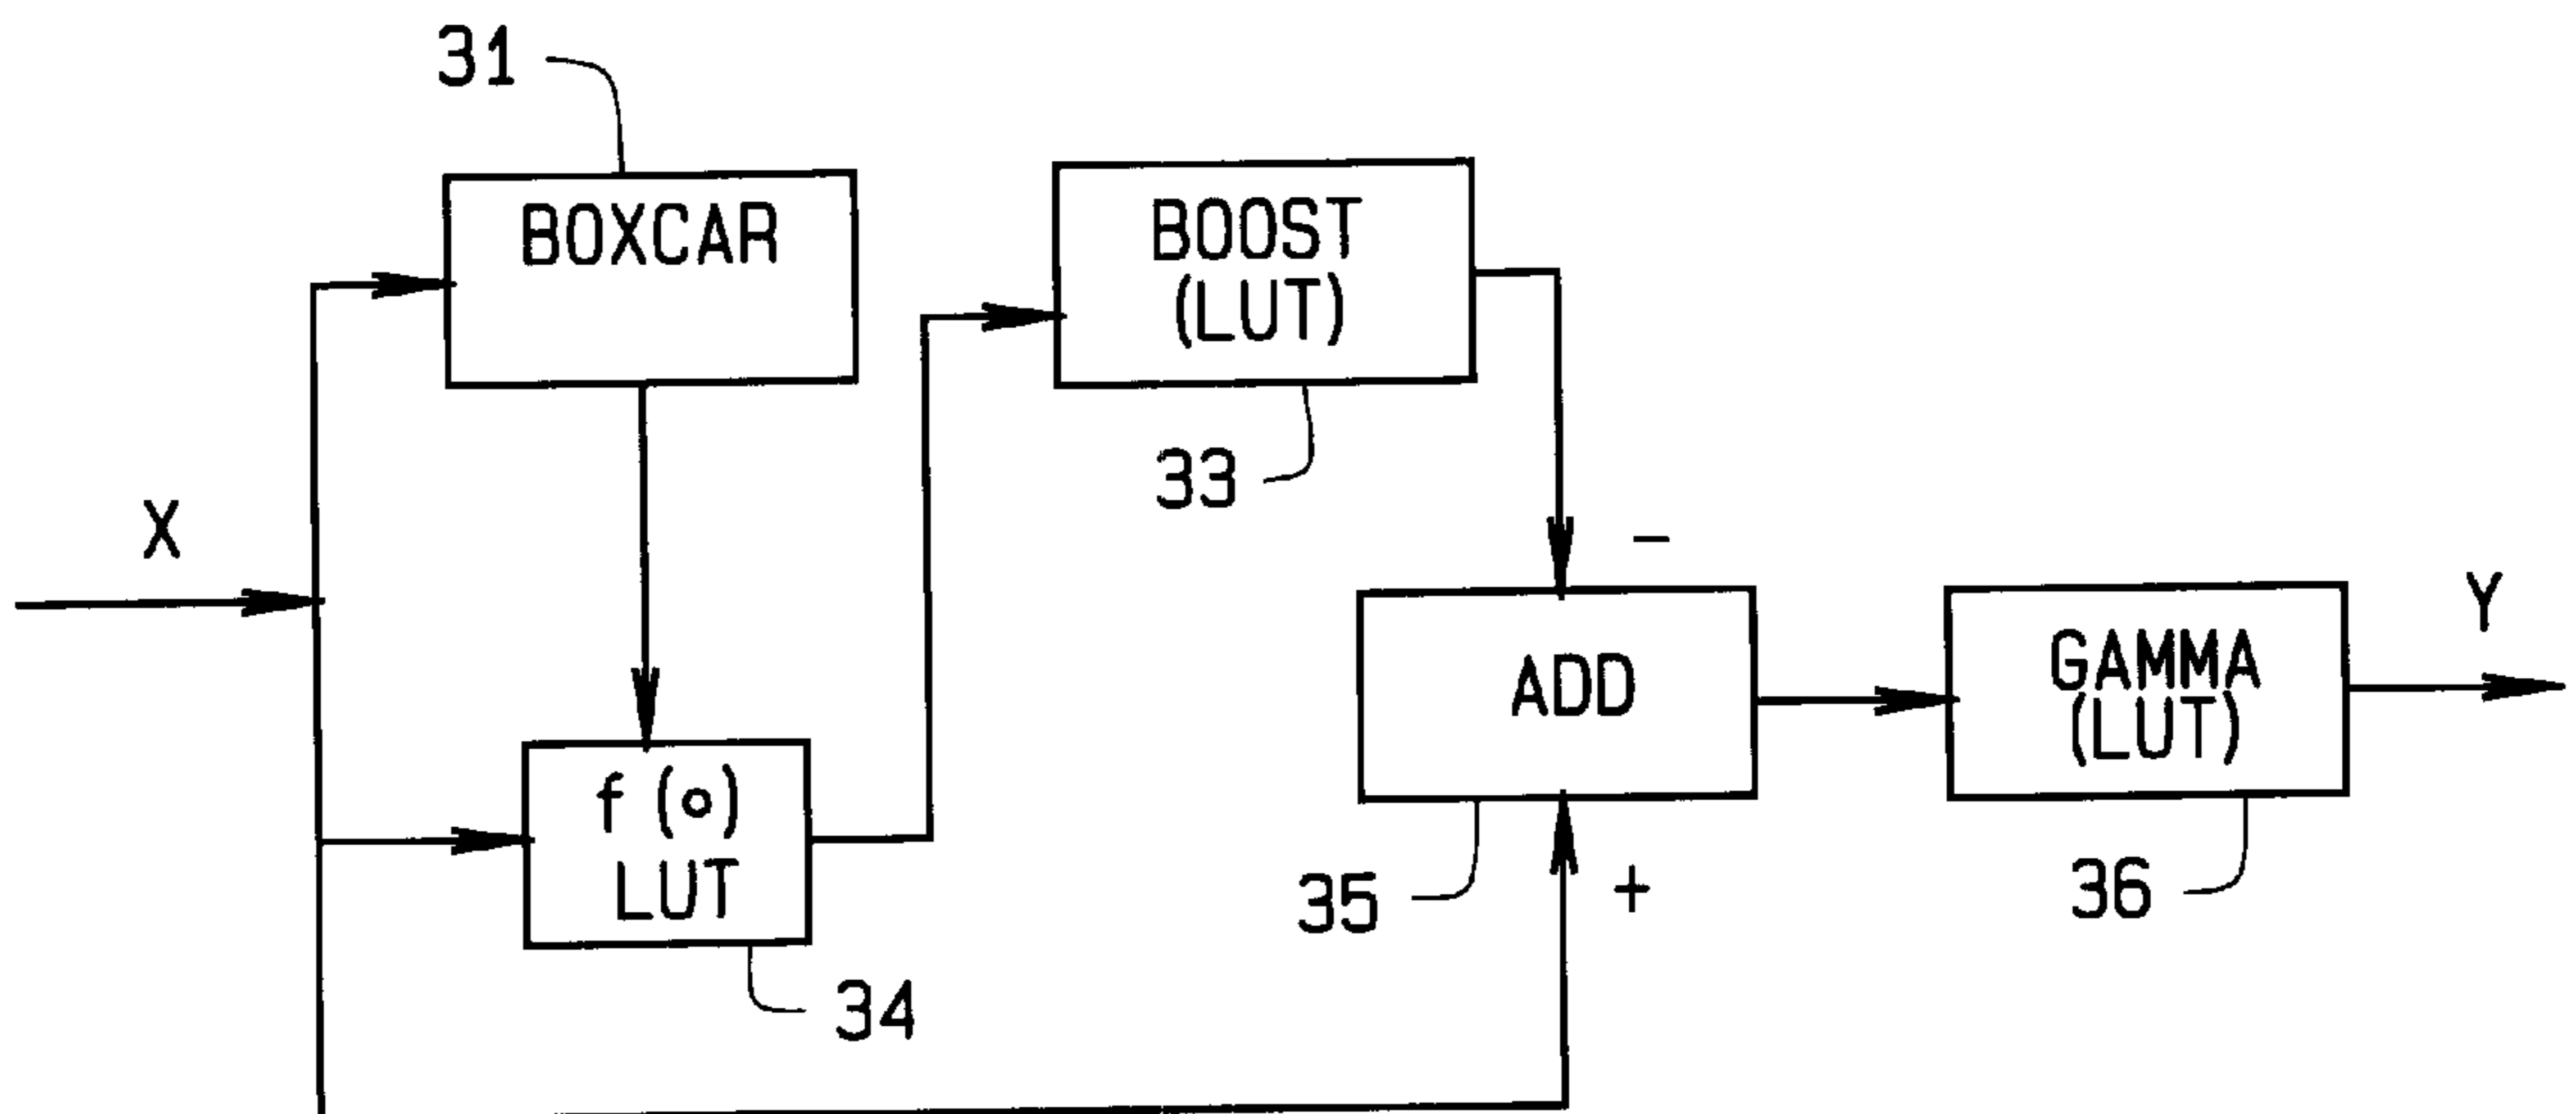 31
BOXCAR
BOOST
(LUT)
33
X
-
Y
ADD
GAMMA
(LUT)
f (o)
LUT
35
+
36
34